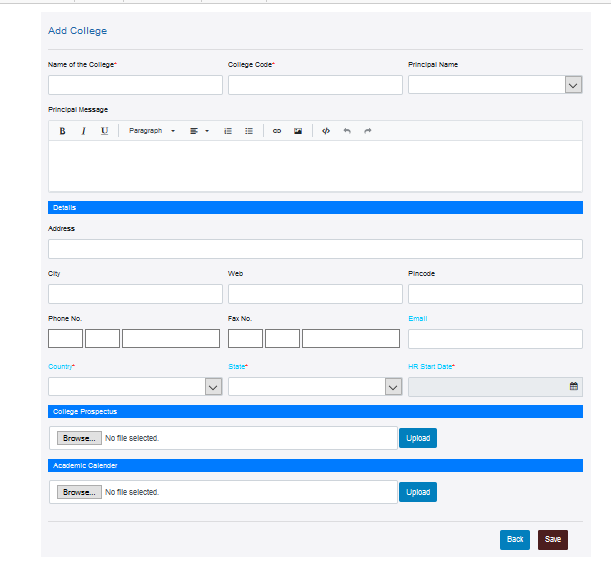 Add College
Name of the College* College Code* Principal Name
Principal Message
B I U Paragraph
Details
Address
City Web Pincode
Phone No. Fax No. Email
Country* State* HR Start Date*
College Prospectus
Browse... No file selected. Upload
Academic Calender
Browse... No file selected. Upload
Back Save